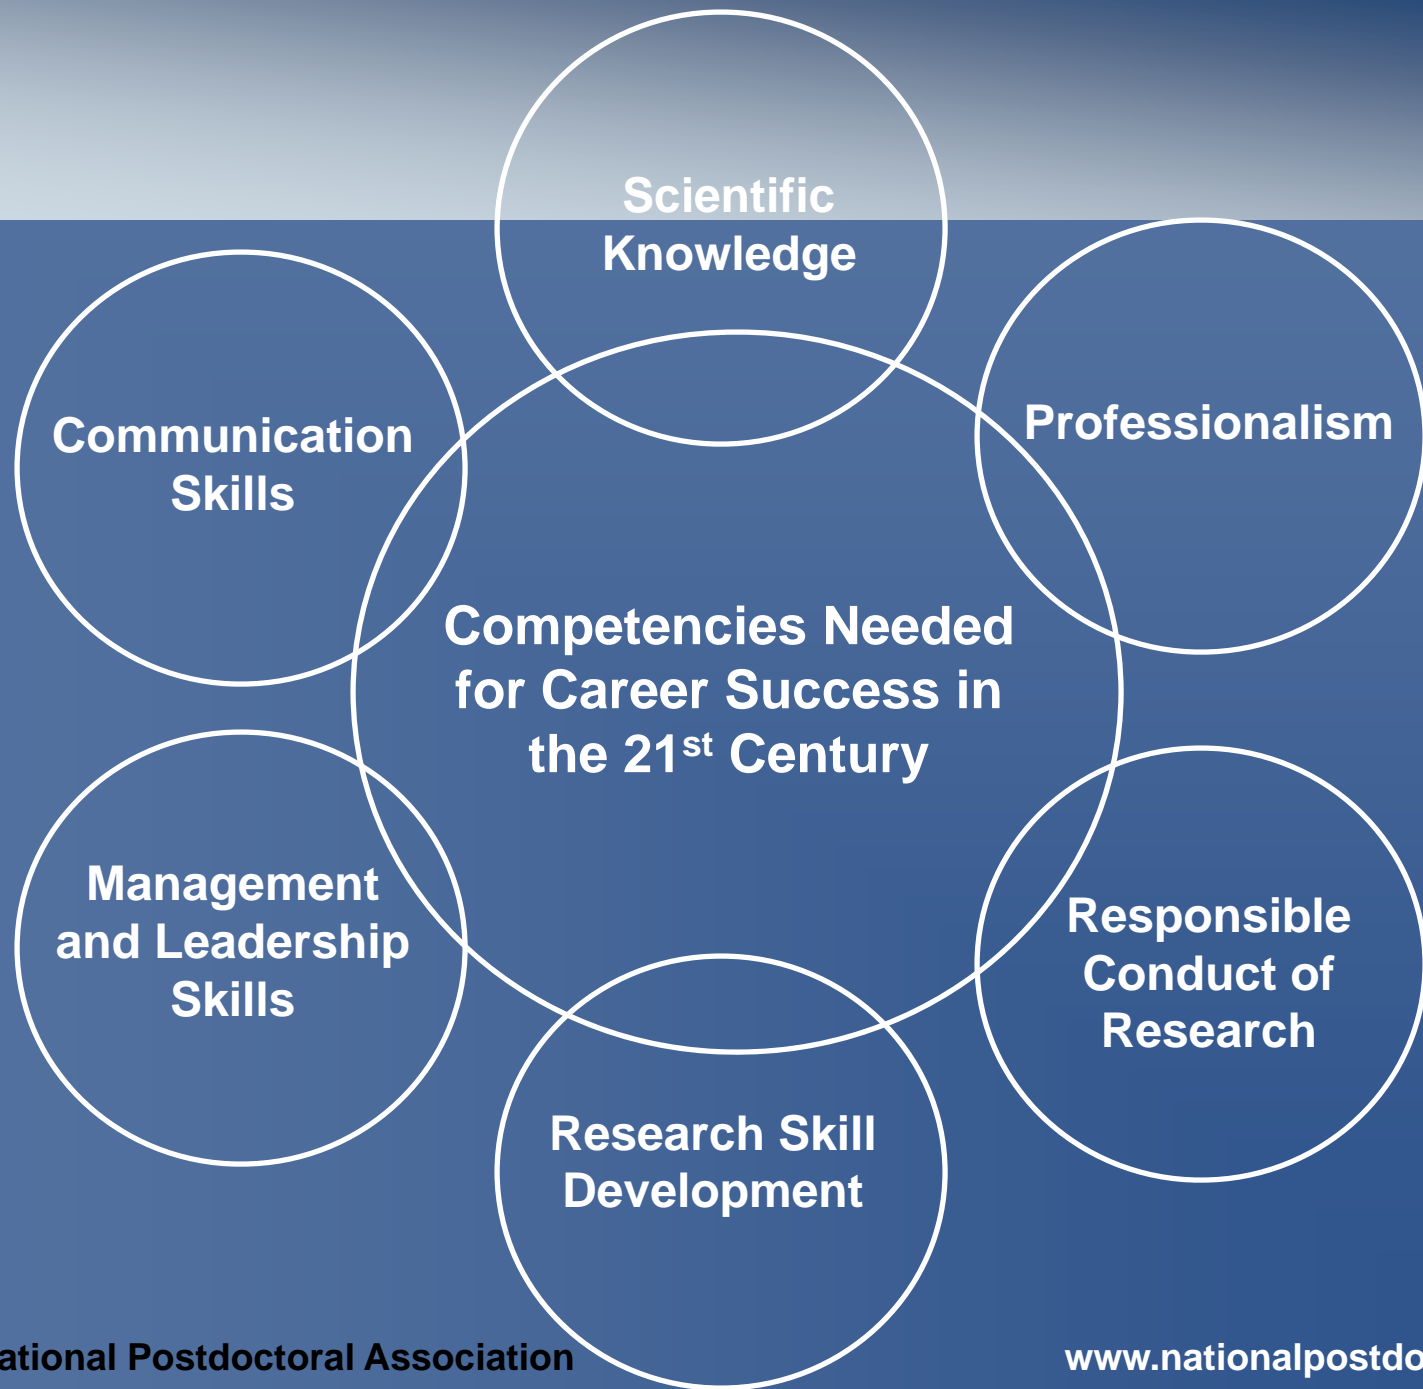 Scientific
Knowledge
Professionalism
Communication
Skills
Competencies Needed
for Career Success in
the 21st Century
Management
and Leadership
Skills
Responsible
Conduct of
Research
Research Skill
Development
ational Postdoctoral Association
www.nationalpostdo